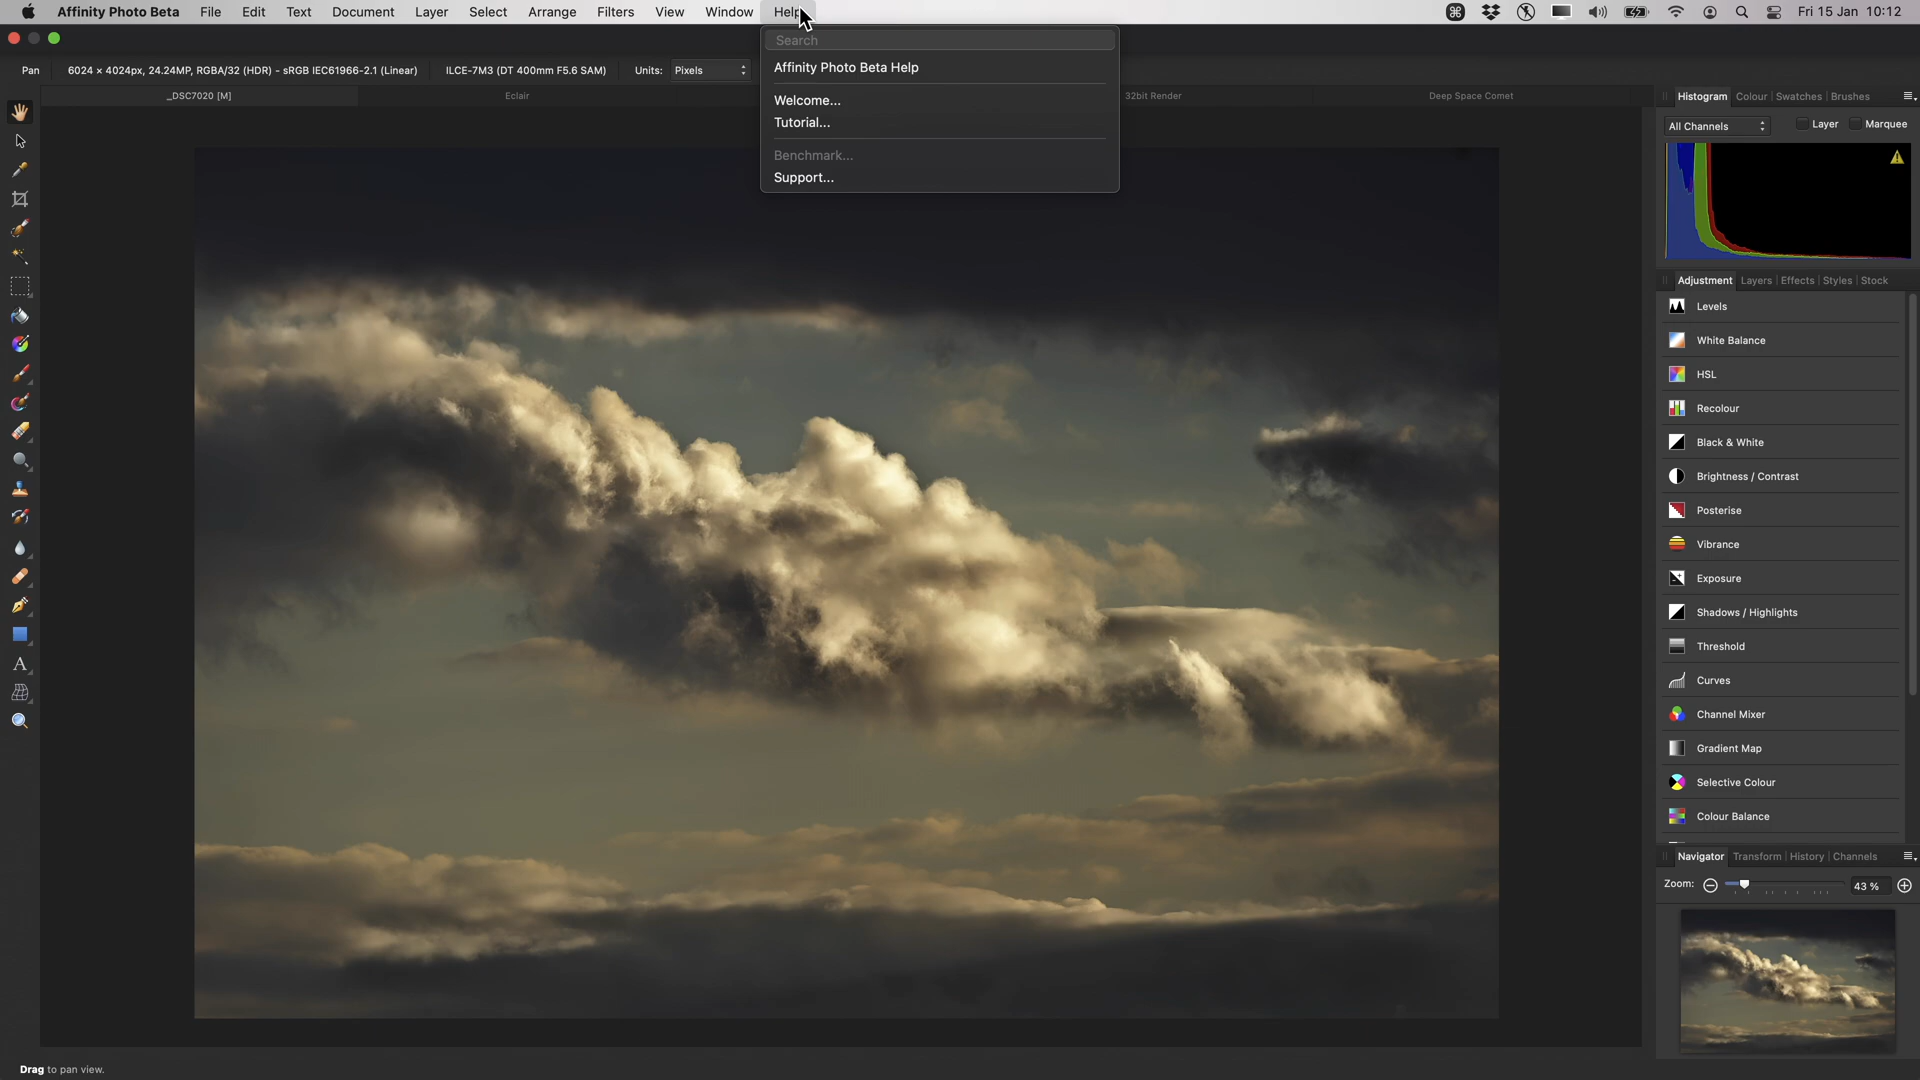 Affinity Photo Beta File Edit Text Document Layer Select Arrange Filters View Window Help Fri 15 Jan 10:12
Search
Pan 6024 × 4024px, 24.24MP, RGBA/32 (HDR) - sRGB IEC61966-2.1 (Linear) ILCE-7M3 (DT 400mm F5.6 SAM) Units: Pixels
Affinity Photo Beta Help
_DSC7020 [M] Eclair 32bit Render Deep Space Comet
Welcome...
Tutorial...
Benchmark...
Support...
Histogram Colour Swatches Brushes
All Channels Layer Marquee
Adjustment Layers Effects Styles Stock
Levels
White Balance
HSL
Recolour
Black & White
Brightness / Contrast
Posterise
Vibrance
Exposure
Shadows / Highlights
Threshold
Curves
Channel Mixer
Gradient Map
Selective Colour
Colour Balance
Navigator Transform History Channels
Zoom: 43 %
Drag to pan view.